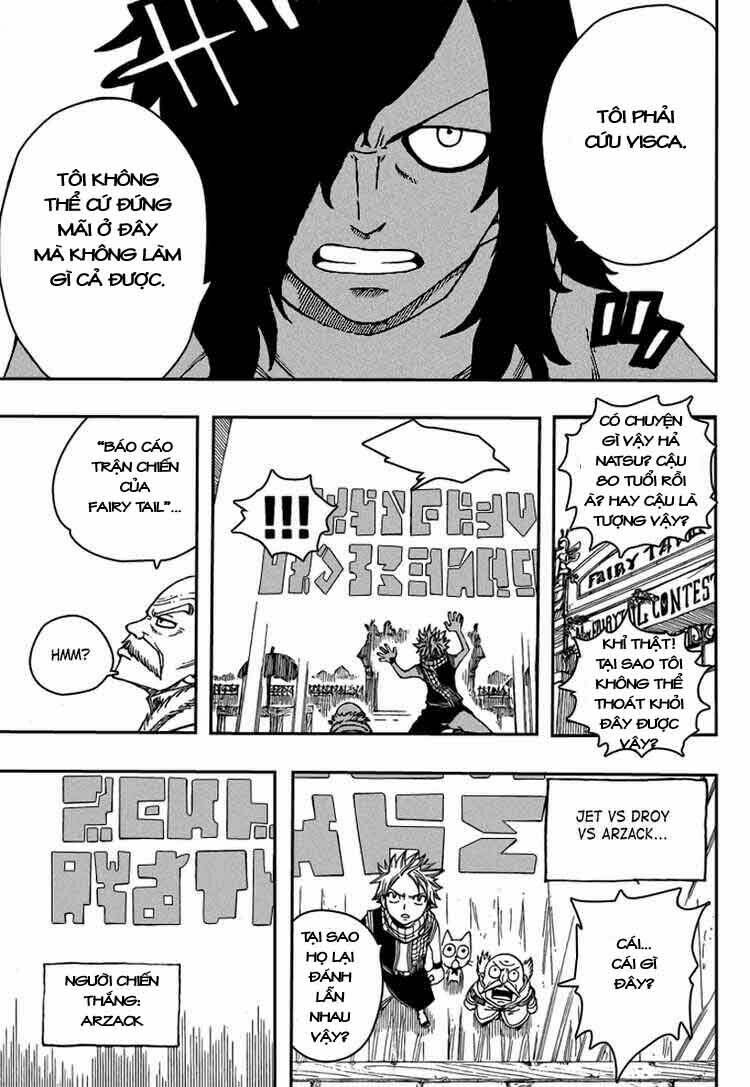 TÔI PHẢI
CỨU VISCA.
TÔI KHÔNG
THỂ CỨ ĐỨNG
MÃI Ở ĐÂY
MÀ KHÔNG LÀM
GÌ CẢ ĐƯỢC.
CÓ CHUYỆN
GÌ VẬY HẢ
NATSU? CẬU
80 TUỔI RỒI
Ã? HAY CẬU LÀ
TƯỢNG VẬY?
FAIRY TA
FAIRY
L CONTEST
KHỈ THẬT!
TẠI SAO TÔI
KHÔNG THỂ
THOÁT KHỎI
ĐÂY ĐƯỢC
VẬY?
!!!
“BÁO CÁO
TRẬN CHIẾN
CỦA
FAIRY TAIL”...
HMM?
JET VS DROY
VS ARZACK...
CÁI...
CÁI GÌ
ĐÂY?
TẠI SAO
HỌ LẠI
ĐÁNH
LẪN
NHAU
VẬY?
NGƯỜI CHIẾN
THẮNG:
ARZACK